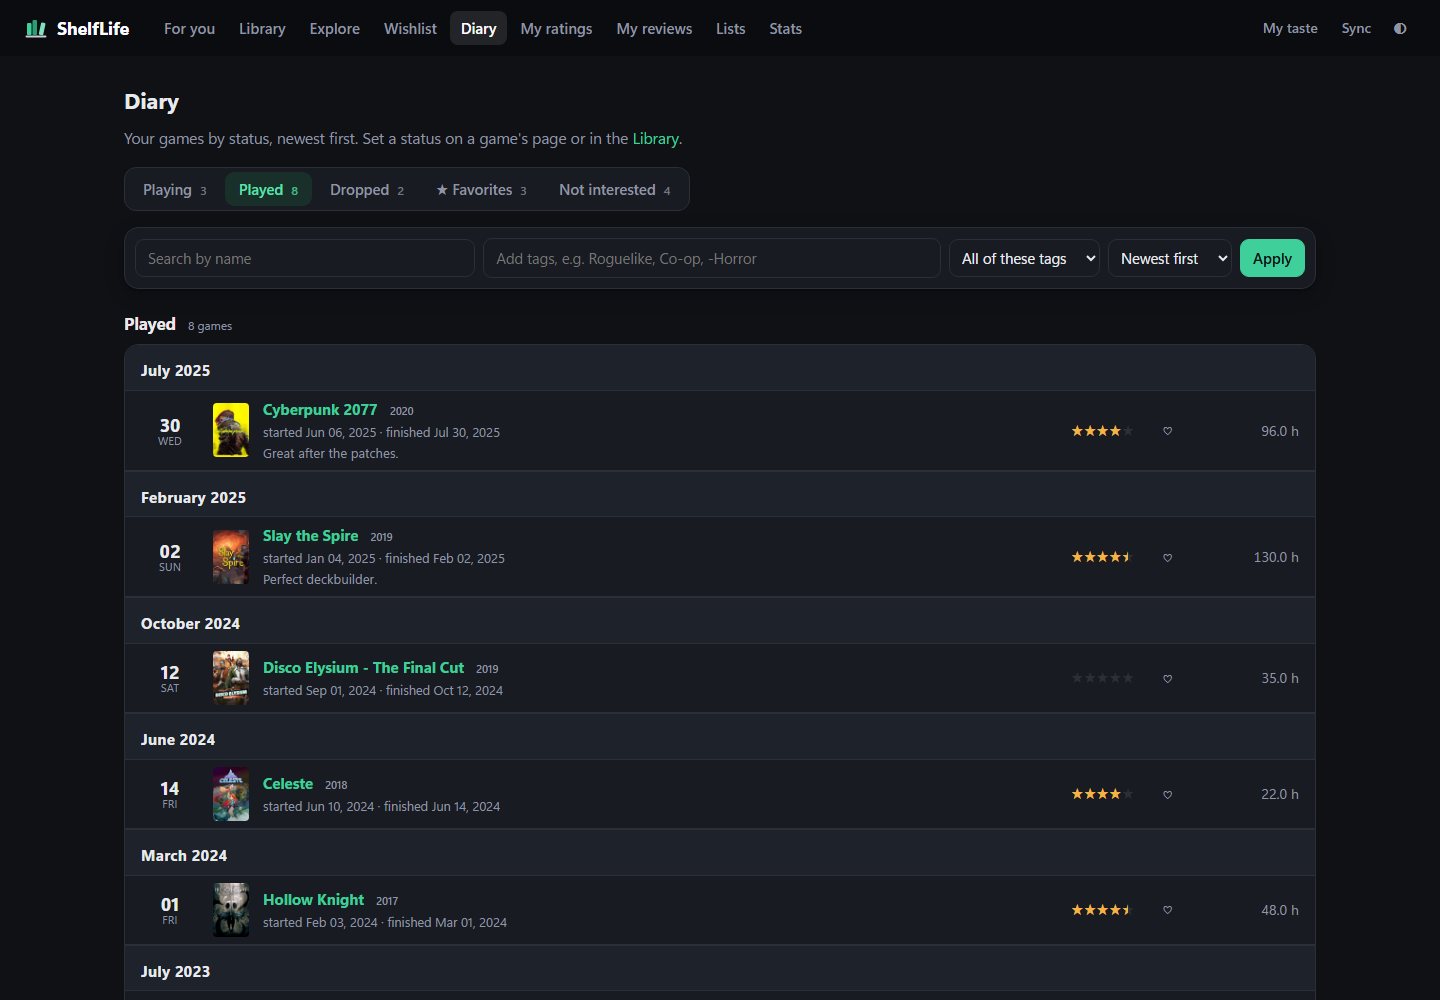 ShelfLife For you Library Explore Wishlist Diary My ratings My reviews Lists Stats My taste Sync
Diary
Your games by status, newest first. Set a status on a game's page or in the Library.
Playing 3 Played 8 Dropped 2 ★ Favorites 3 Not interested 4
Search by name Add tags, e.g. Roguelike, Co-op, -Horror All of these tags Newest first Apply
Played 8 games
July 2025
30
WED
Cyberpunk 2077 2020
started Jun 06, 2025 · finished Jul 30, 2025
Great after the patches.
★★★★★ ♡ 96.0 h
February 2025
02
SUN
Slay the Spire
Slay the Spire 2019
started Jan 04, 2025 · finished Feb 02, 2025
Perfect deckbuilder.
★★★★★ ♡ 130.0 h
October 2024
12
SAT
DISCO ELYSIUM
Disco Elysium - The Final Cut 2019
started Sep 01, 2024 · finished Oct 12, 2024
★★★★★ ♡ 35.0 h
June 2024
14
FRI
CELESTE
Celeste 2018
started Jun 10, 2024 · finished Jun 14, 2024
★★★★★ ♡ 22.0 h
March 2024
01
FRI
Hollow Knight 2017
started Feb 03, 2024 · finished Mar 01, 2024
★★★★★ ♡ 48.0 h
July 2023